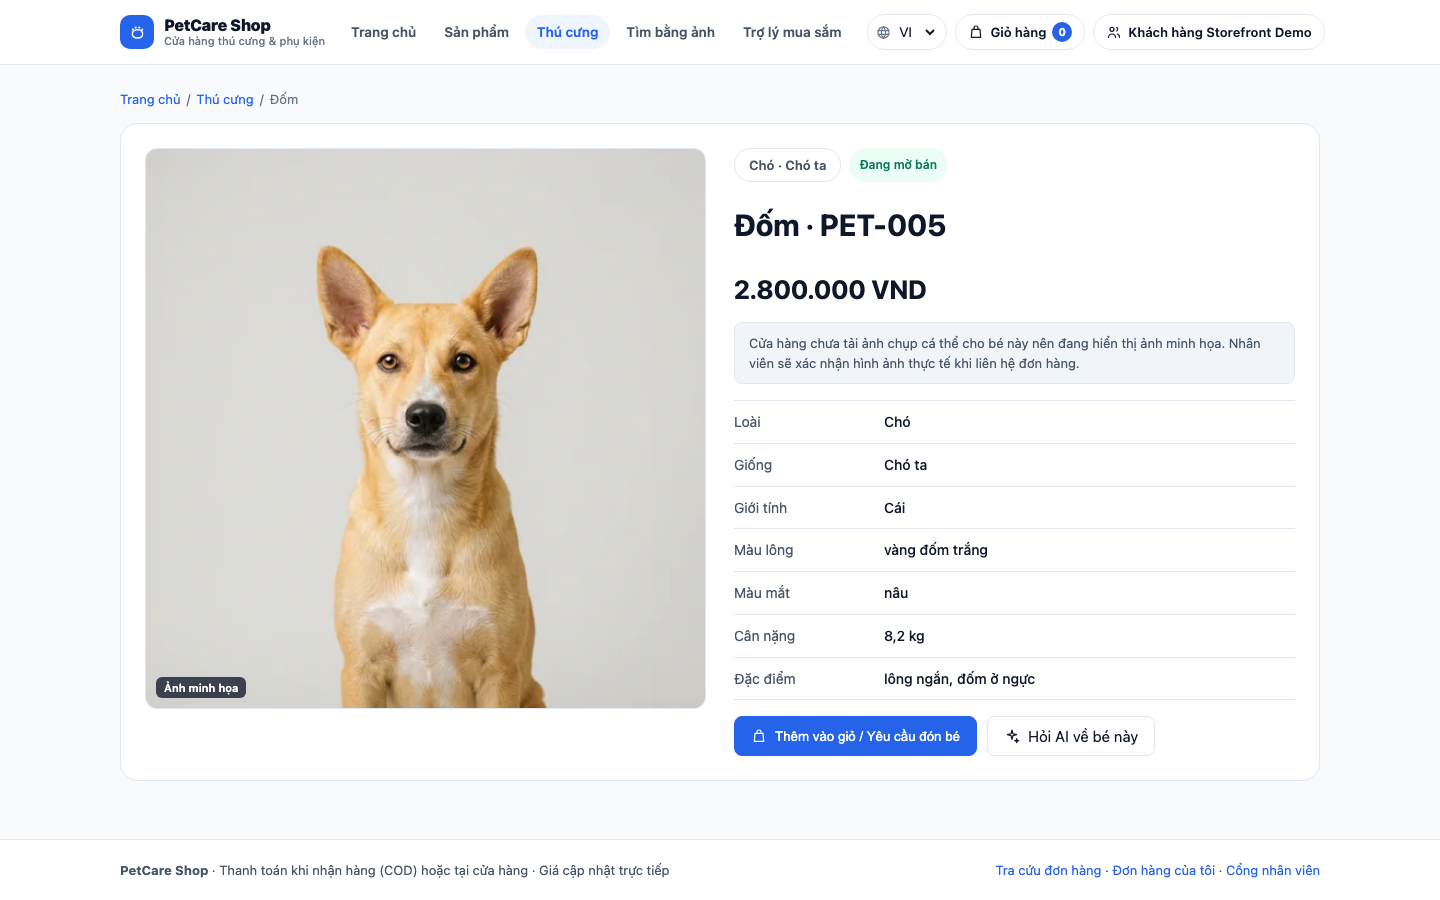 PetCare Shop
Cửa hàng thú cưng & phụ kiện
Trang chủ
Sản phẩm
Thú cưng
Tìm bằng ảnh
Trợ lý mua sắm
VI
Giỏ hàng 0
Khách hàng Storefront Demo
Trang chủ / Thú cưng / Đốm
Ảnh minh họa
Chó · Chó ta
Đang mở bán
Đốm · PET-005
2.800.000 VND
Cửa hàng chưa tải ảnh chụp cá thể cho bé này nên đang hiển thị ảnh minh họa. Nhân
viên sẽ xác nhận hình ảnh thực tế khi liên hệ đơn hàng.
Loài Chó
Giống Chó ta
Giới tính Cái
Màu lông vàng đốm trắng
Màu mắt nâu
Cân nặng 8,2 kg
Đặc điểm lông ngắn, đốm ở ngực
Thêm vào giỏ / Yêu cầu đón bé
Hỏi AI về bé này
PetCare Shop · Thanh toán khi nhận hàng (COD) hoặc tại cửa hàng · Giá cập nhật trực tiếp
Tra cứu đơn hàng · Đơn hàng của tôi · Cổng nhân viên